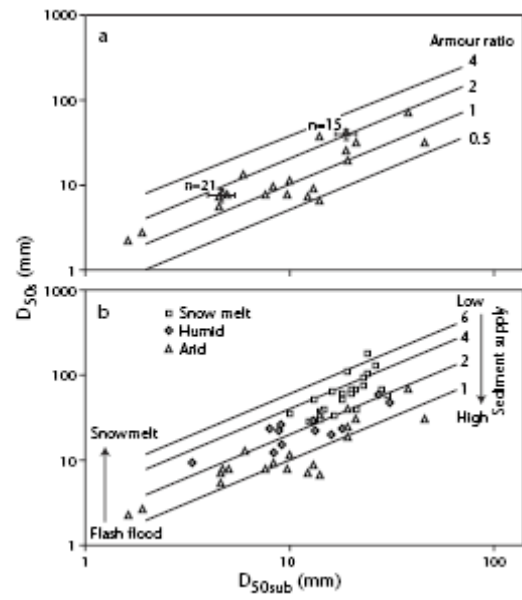 1000
a
Armour ratio
4
100
n=15
2
1
0.5
n=21
10
1
D50s (mm)
1000
b
Snow melt
Humid
Arid
Low
6
4
2
1
High
Sediment supply
100
Snowmelt
10
Flash flood
1
1
10
100
D50sub (mm)